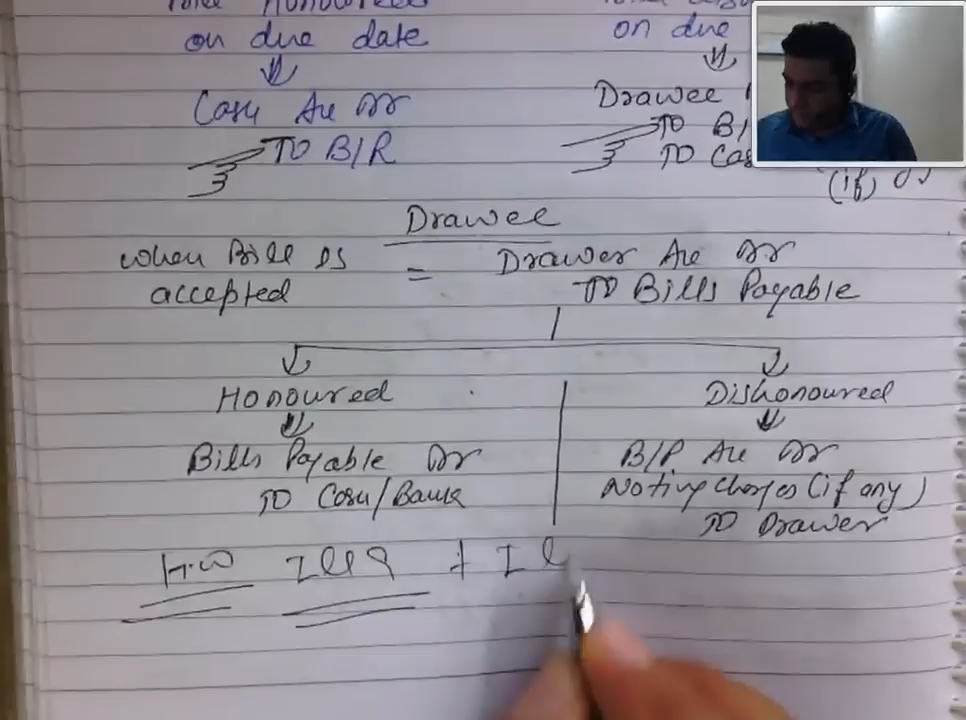 on due date
on due
Cash A/c Dr
Drawee
TO B/R
TO B/
TO Cas
(if)
Drawee
when Bill is
accepted
=
Drawer A/c Dr
TO Bills Payable
Honoured
Dishonoured
Bills Payable Dr
TO Cash/Bank
B/P A/c Dr
Noting charges (if any)
TO Drawer
H.W
+